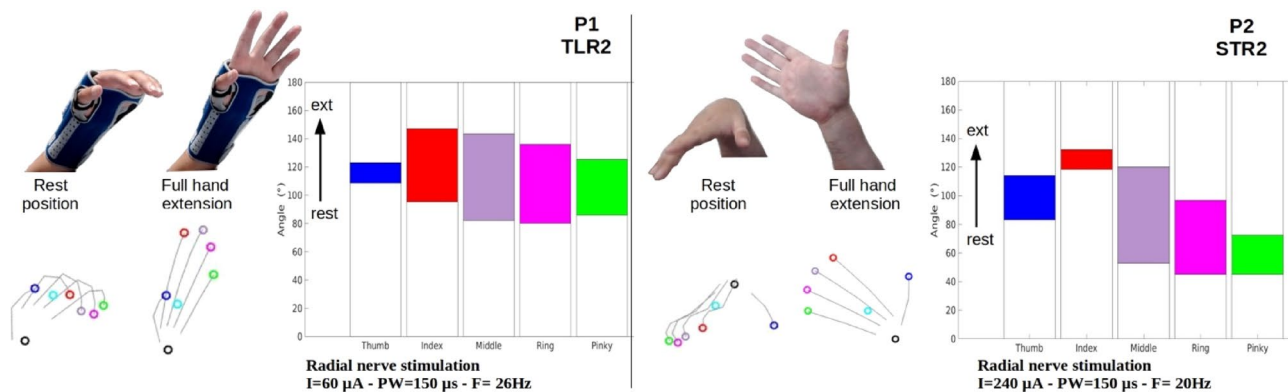 P1
TLR2
ext
rest
Rest
position
Full hand
extension
Angle (°)
180
160
140
120
100
80
60
40
20
0
Thumb Index Middle Ring Pinky
Radial nerve stimulation
I=60 µA - PW=150 µs - F= 26Hz
P2
STR2
ext
rest
Rest
position
Full hand
extension
Angle (°)
180
160
140
120
100
80
60
40
20
0
Thumb Index Middle Ring Pinky
Radial nerve stimulation
I=240 µA - PW=150 µs - F= 20Hz